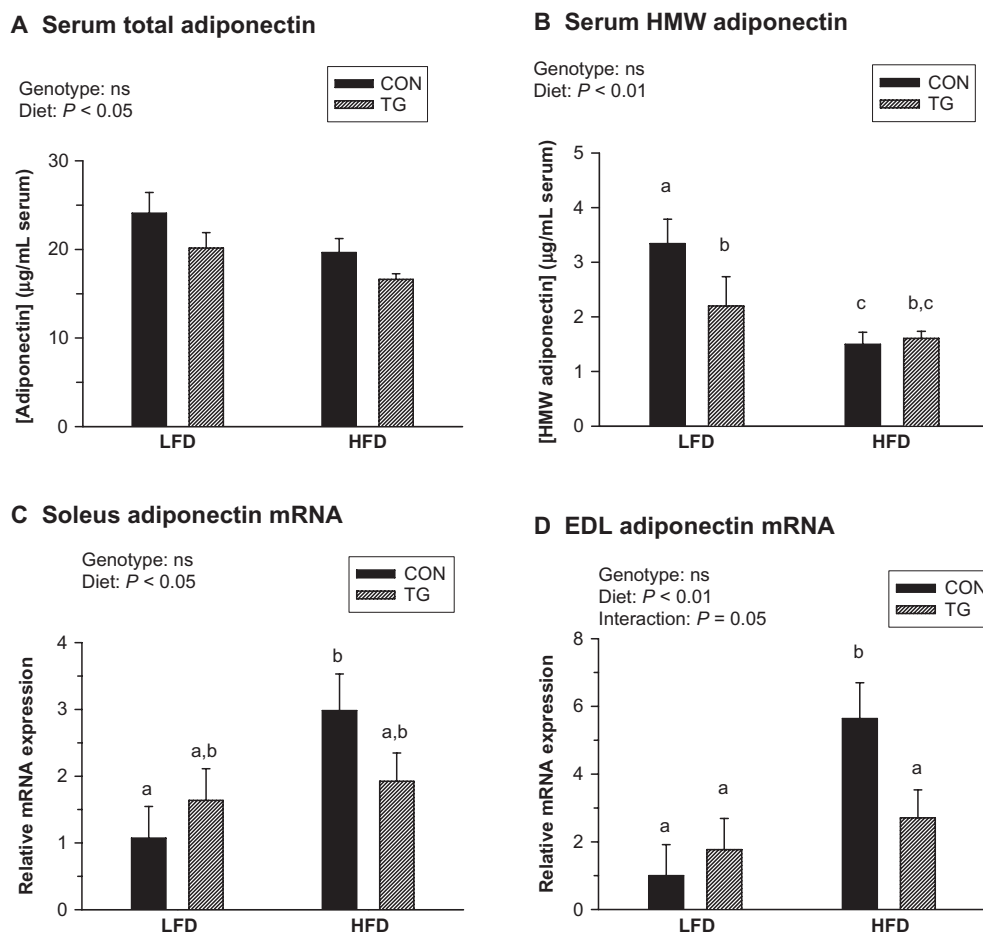 A Serum total adiponectin
Genotype: ns
Diet: P < 0.05
CON
TG
[Adiponectin] (µg/mL serum)
30
20
10
0
LFD HFD
B Serum HMW adiponectin
Genotype: ns
Diet: P < 0.01
CON
TG
[HMW adiponectin] (µg/mL serum)
5
4
3
2
1
0
a
b
c
b,c
LFD HFD
C Soleus adiponectin mRNA
Genotype: ns
Diet: P < 0.05
CON
TG
Relative mRNA expression
4
3
2
1
0
a
a,b
b
a,b
LFD HFD
D EDL adiponectin mRNA
Genotype: ns
Diet: P < 0.01
Interaction: P = 0.05
CON
TG
Relative mRNA expression
8
6
4
2
0
a
a
b
a
LFD HFD